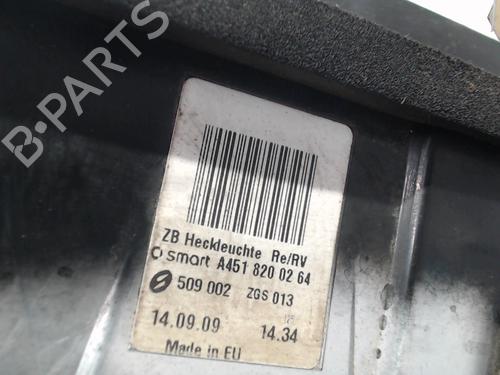 B-PARTS
ZB Heckleuchte Re/RV
smart A451 820 02 64
509 002 ZGS 013
14.09.09 14.34
Made in EU